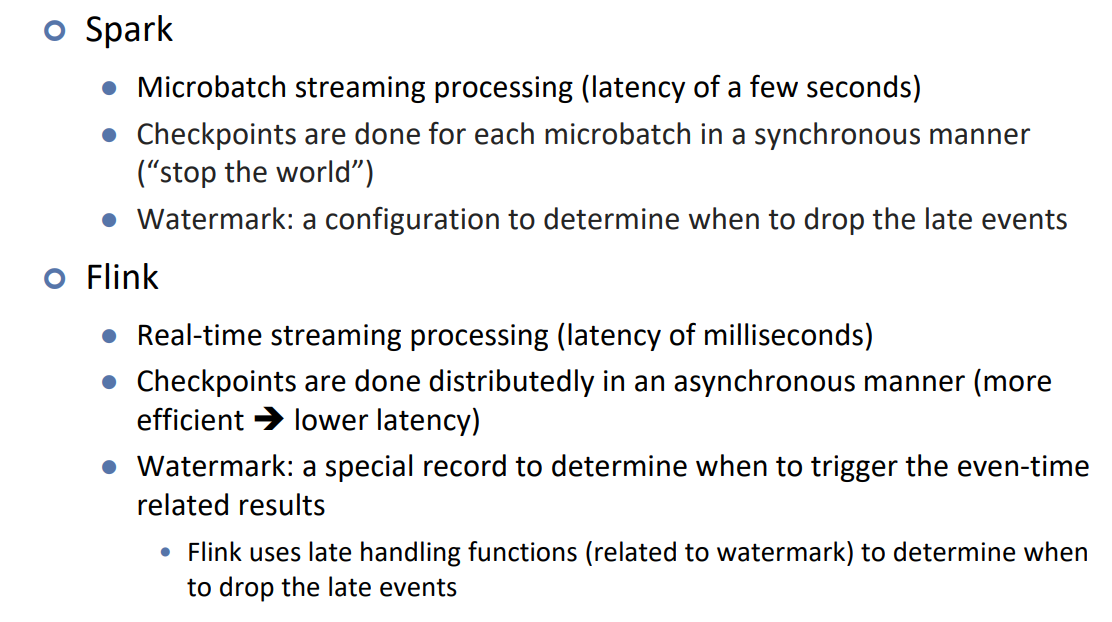 Spark
Microbatch streaming processing (latency of a few seconds)
Checkpoints are done for each microbatch in a synchronous manner
(“stop the world”)
Watermark: a configuration to determine when to drop the late events
Flink
Real-time streaming processing (latency of milliseconds)
Checkpoints are done distributedly in an asynchronous manner (more
efficient ➔ lower latency)
Watermark: a special record to determine when to trigger the even-time
related results
Flink uses late handling functions (related to watermark) to determine when
to drop the late events